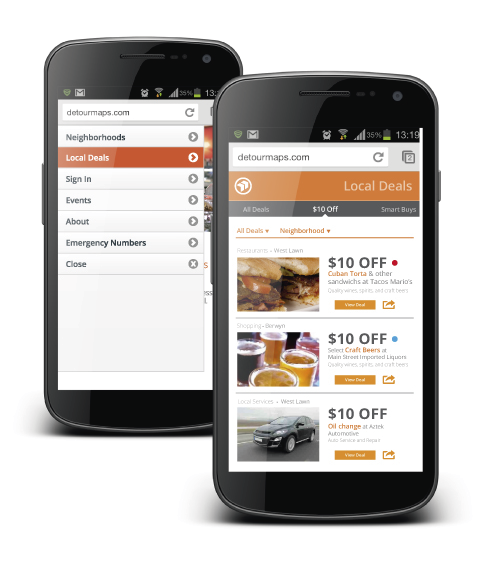 35% 13:
detourmaps.com
Neighborhoods
Local Deals
Sign In
Events
About
Emergency Numbers
Close
35% 13:19
detourmaps.com
2
Local Deals
All Deals $10 Off Smart Buys
All Deals Neighborhood
Restaurants - West Lawn
$10 OFF
Cuban Torta & other
sandwichs at Tacos Mario's
Quality wines, spirits, and craft beers
View Deal
Shopping - Berwyn
$10 OFF
Select Craft Beers at
Main Street Imported Liquors
Quality wines, spirits, and craft beers
View Deal
Local Services - West Lawn
$10 OFF
Oil change at Aztek
Automotive
Auto Service and Repair
View Deal